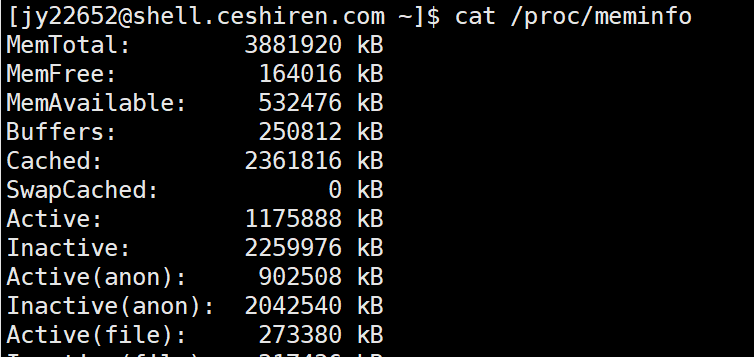 [jy22652@shell.ceshiren.com ~]$ cat /proc/meminfo
MemTotal:        3881920 kB
MemFree:          164016 kB
MemAvailable:     532476 kB
Buffers:          250812 kB
Cached:          2361816 kB
SwapCached:            0 kB
Active:          1175888 kB
Inactive:        2259976 kB
Active(anon):     902508 kB
Inactive(anon):  2042540 kB
Active(file):     273380 kB